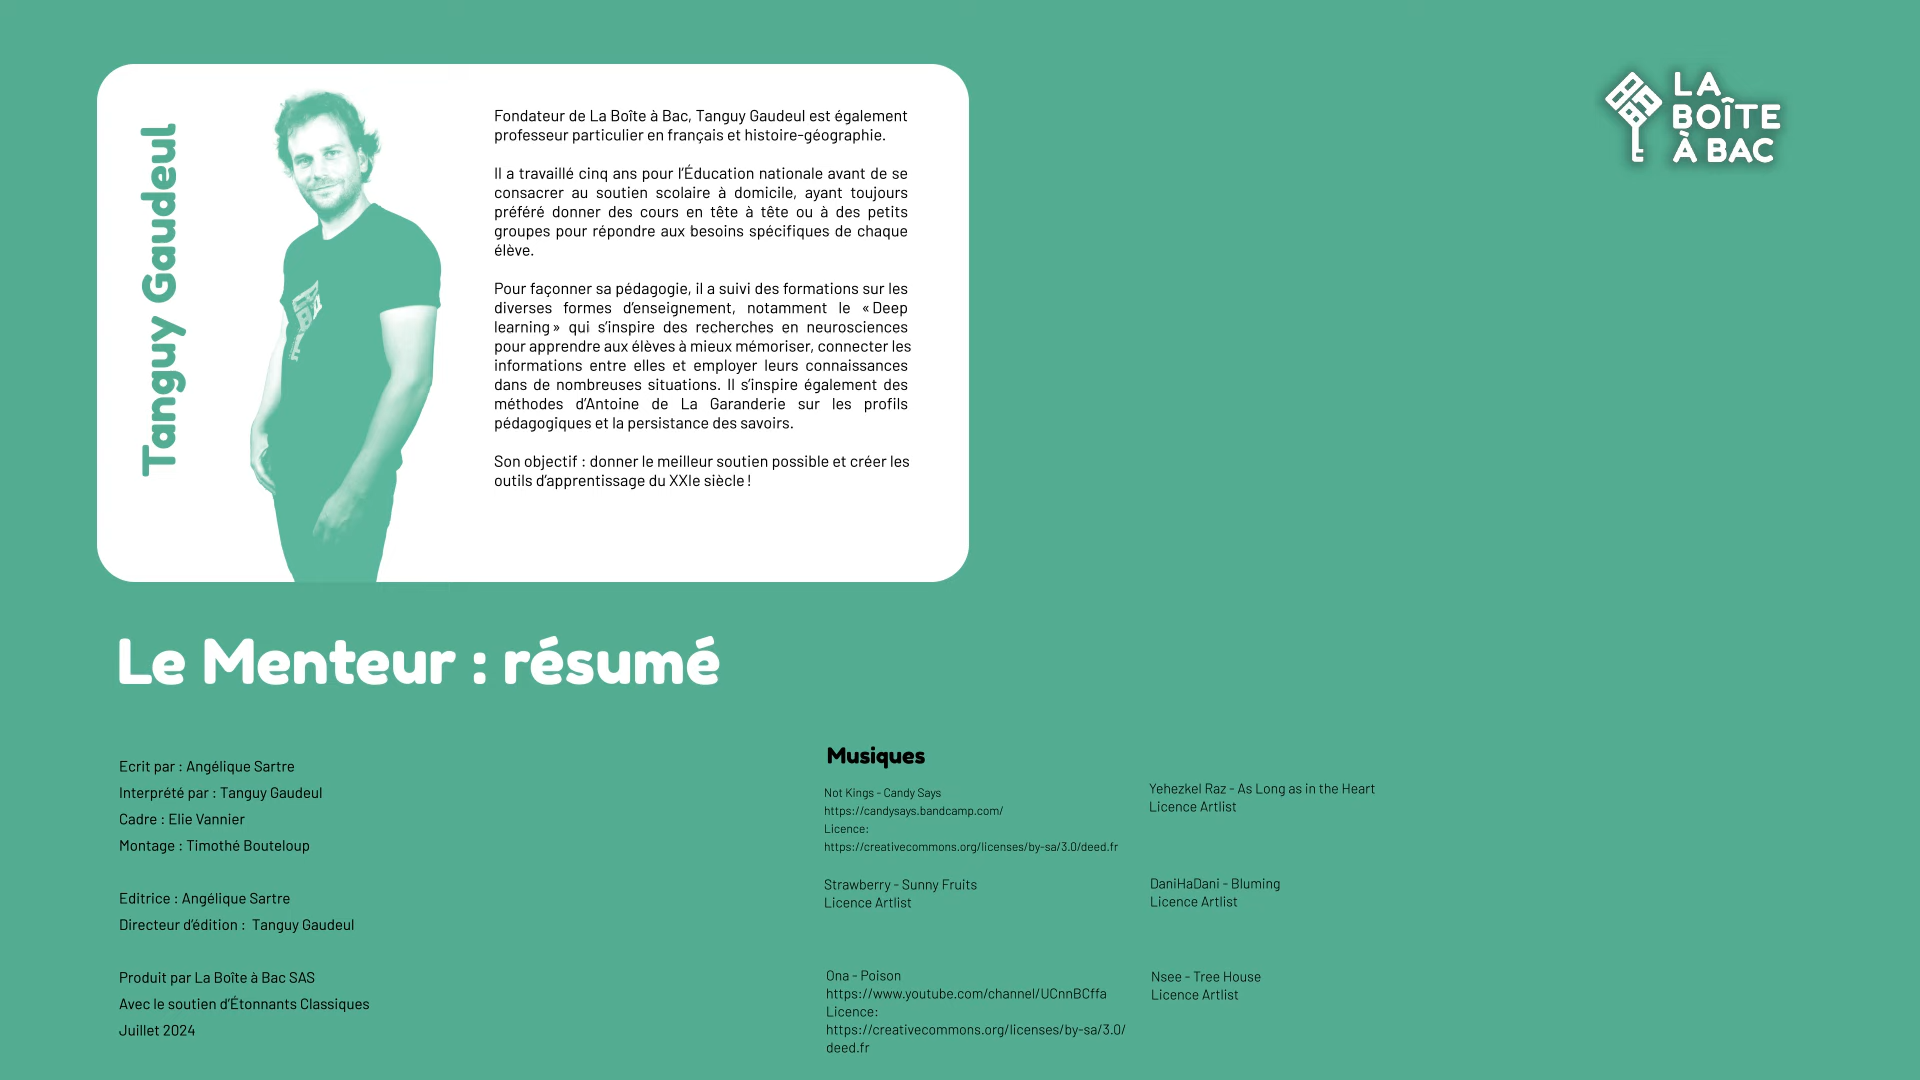 Tanguy Gaudeul
Fondateur de La Boîte à Bac, Tanguy Gaudeul est également
professeur particulier en français et histoire-géographie.
Il a travaillé cinq ans pour l’Éducation nationale avant de se
consacrer au soutien scolaire à domicile, ayant toujours
préféré donner des cours en tête à tête ou à des petits
groupes pour répondre aux besoins spécifiques de chaque
élève.
Pour façonner sa pédagogie, il a suivi des formations sur les
diverses formes d’enseignement, notamment le « Deep
learning » qui s’inspire des recherches en neurosciences
pour apprendre aux élèves à mieux mémoriser, connecter les
informations entre elles et employer leurs connaissances
dans de nombreuses situations. Il s’inspire également des
méthodes d’Antoine de La Garanderie sur les profils
pédagogiques et la persistance des savoirs.
Son objectif : donner le meilleur soutien possible et créer les
outils d’apprentissage du XXIe siècle !
LA
BOÎTE
À BAC
Le Menteur : résumé
Ecrit par : Angélique Sartre
Interprété par : Tanguy Gaudeul
Cadre : Elie Vannier
Montage : Timothé Bouteloup
Editrice : Angélique Sartre
Directeur d’édition :  Tanguy Gaudeul
Produit par La Boîte à Bac SAS
Avec le soutien d’Étonnants Classiques
Juillet 2024
Musiques
Not Kings - Candy Says
https://candysays.bandcamp.com/
Licence:
https://creativecommons.org/licenses/by-sa/3.0/deed.fr
Strawberry - Sunny Fruits
Licence Artlist
Ona - Poison
https://www.youtube.com/channel/UCnnBCffa
Licence:
https://creativecommons.org/licenses/by-sa/3.0/
deed.fr
Yehezkel Raz - As Long as in the Heart
Licence Artlist
DaniHaDani - Bluming
Licence Artlist
Nsee - Tree House
Licence Artlist